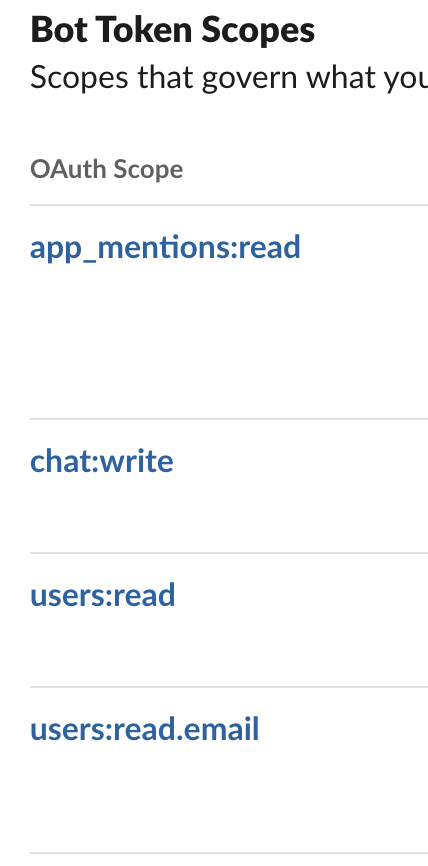 Bot Token Scopes
Scopes that govern what you
OAuth Scope
app_mentions:read
chat:write
users:read
users:read.email